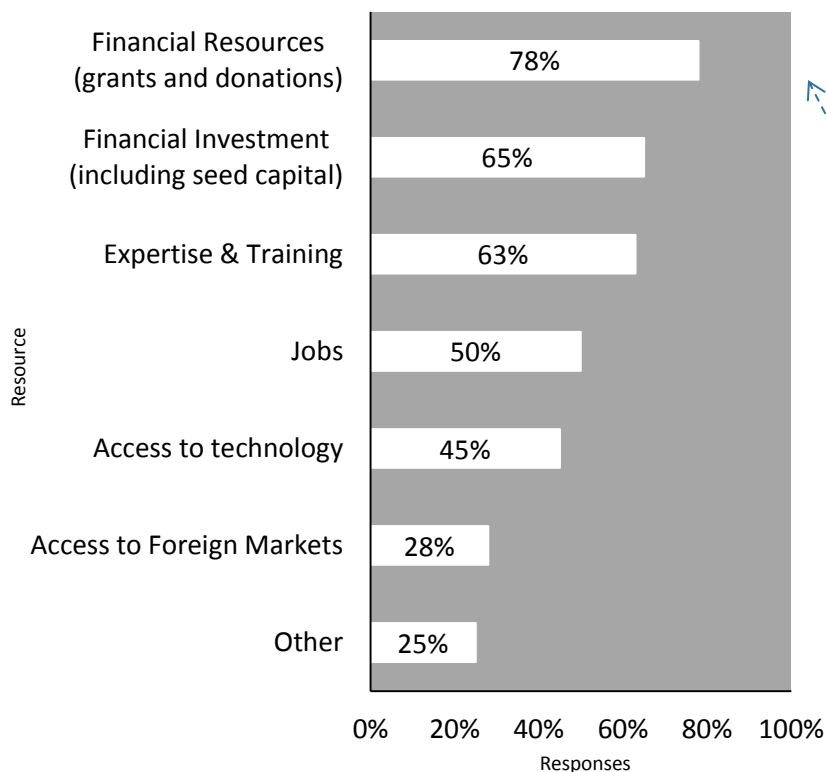 Financial Resources
(grants and donations)
78%
Financial Investment
(including seed capital)
65%
Expertise & Training
63%
Resource
Jobs
50%
Access to technology
45%
Access to Foreign Markets
28%
Other
25%
0% 20% 40% 60% 80% 100%
Responses